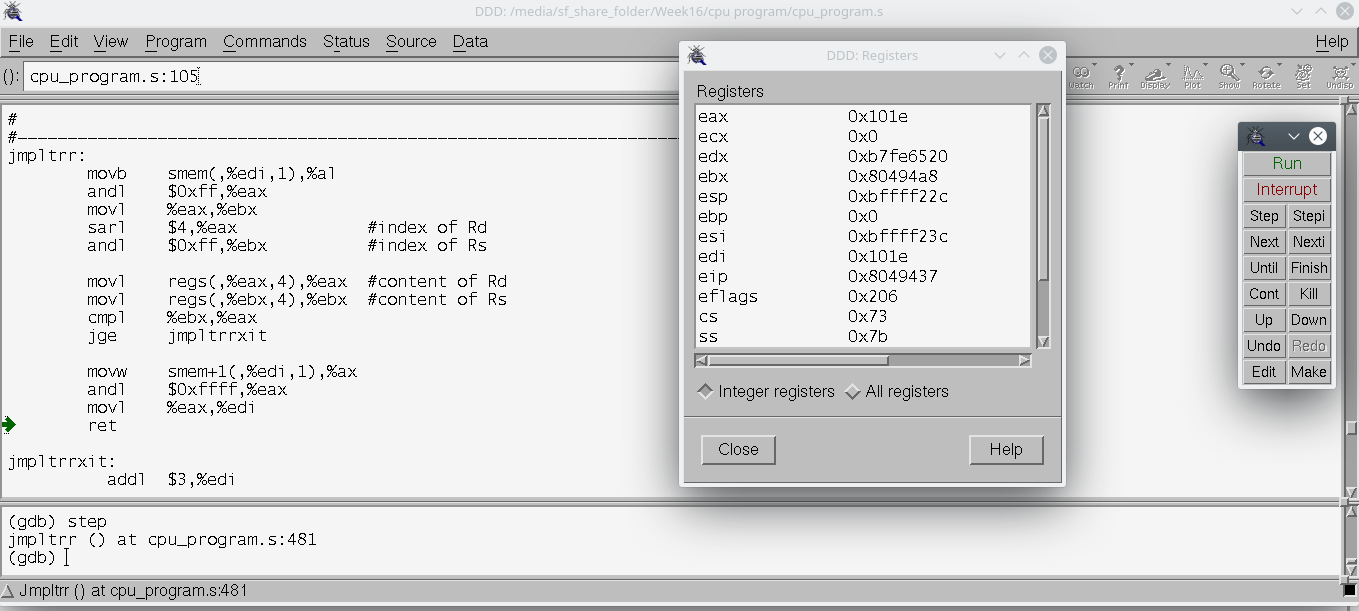 DDD: /media/sf_share_folder/Week16/cpu program/cpu_program.s
File Edit View Program Commands Status Source Data Help
(): cpu_program.s:105
Watch Print Display Plot Show Rotate Set Undisp
#
#--------------------------------------------------------------------
jmpltrr:
movb smem(,%edi,1),%al
andl $0xff,%eax
movl %eax,%ebx
sarl $4,%eax #index of Rd
andl $0xff,%ebx #index of Rs
movl regs(,%eax,4),%eax #content of Rd
movl regs(,%ebx,4),%ebx #content of Rs
cmpl %ebx,%eax
jge jmpltrrxit
movw smem+1(,%edi,1),%ax
andl $0xffff,%eax
movl %eax,%edi
ret
jmpltrrxit:
addl $3,%edi
(gdb) step
jmpltrr () at cpu_program.s:481
(gdb)
Jmpltrr () at cpu_program.s:481
DDD: Registers
Registers
eax 0x101e
ecx 0x0
edx 0xb7fe6520
ebx 0x80494a8
esp 0xbffff22c
ebp 0x0
esi 0xbffff23c
edi 0x101e
eip 0x8049437
eflags 0x206
cs 0x73
ss 0x7b
Integer registers All registers
Close Help
Run
Interrupt
Step Stepi
Next Nexti
Until Finish
Cont Kill
Up Down
Undo Redo
Edit Make